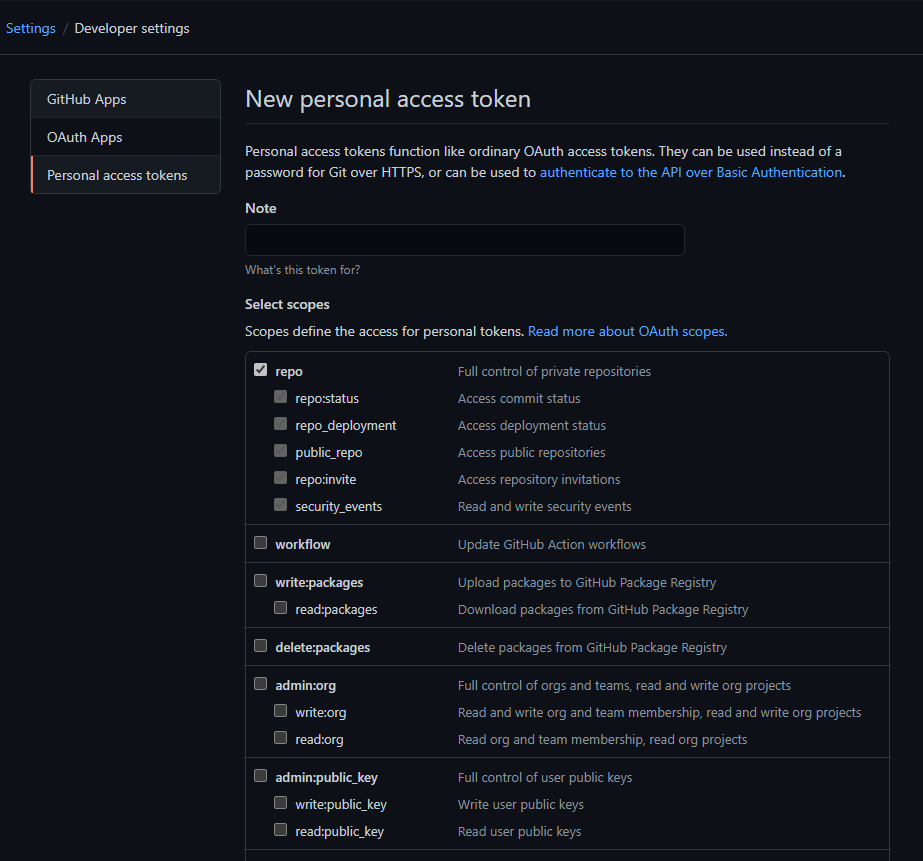 Settings / Developer settings
GitHub Apps
OAuth Apps
Personal access tokens
New personal access token
Personal access tokens function like ordinary OAuth access tokens. They can be used instead of a
password for Git over HTTPS, or can be used to authenticate to the API over Basic Authentication.
Note
What's this token for?
Select scopes
Scopes define the access for personal tokens. Read more about OAuth scopes.
repo Full control of private repositories
repo:status Access commit status
repo_deployment Access deployment status
public_repo Access public repositories
repo:invite Access repository invitations
security_events Read and write security events
workflow Update GitHub Action workflows
write:packages Upload packages to GitHub Package Registry
read:packages Download packages from GitHub Package Registry
delete:packages Delete packages from GitHub Package Registry
admin:org Full control of orgs and teams, read and write org projects
write:org Read and write org and team membership, read and write org projects
read:org Read org and team membership, read org projects
admin:public_key Full control of user public keys
write:public_key Write user public keys
read:public_key Read user public keys